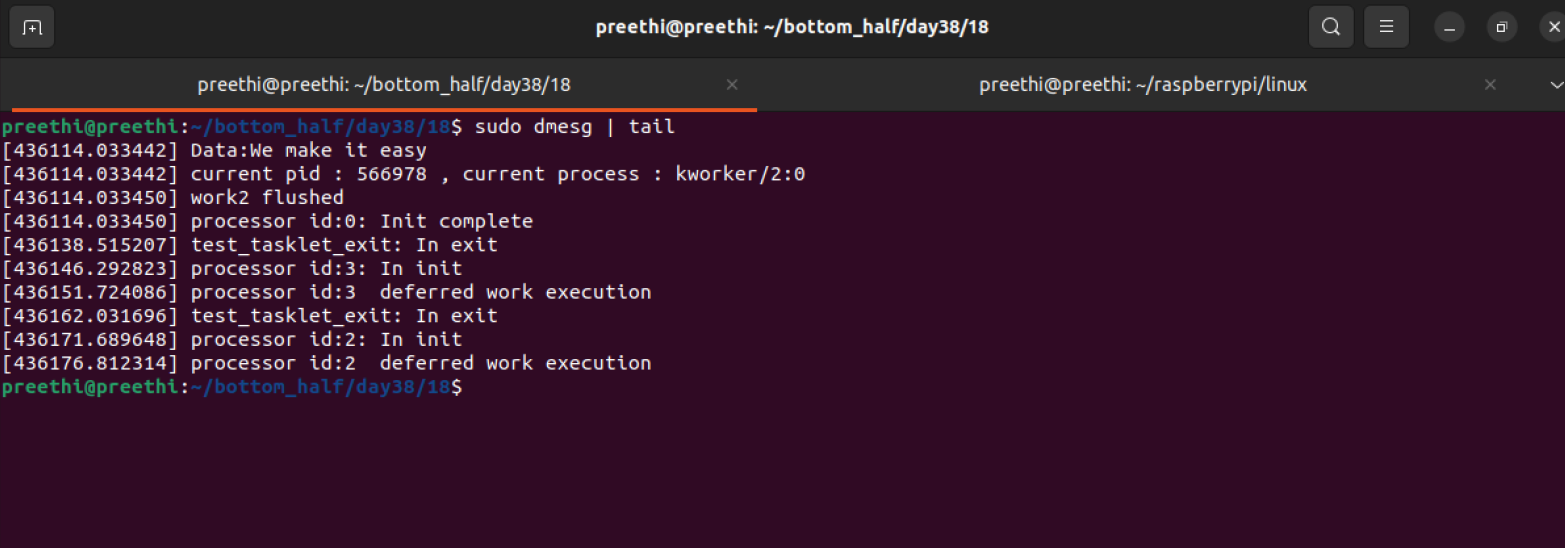 preethi@preethi: ~/bottom_half/day38/18
preethi@preethi: ~/bottom_half/day38/18
preethi@preethi: ~/raspberrypi/linux
preethi@preethi:~/bottom_half/day38/18$ sudo dmesg | tail
[436114.033442] Data:We make it easy
[436114.033442] current pid : 566978 , current process : kworker/2:0
[436114.033450] work2 flushed
[436114.033450] processor id:0: Init complete
[436138.515207] test_tasklet_exit: In exit
[436146.292823] processor id:3: In init
[436151.724086] processor id:3  deferred work execution
[436162.031696] test_tasklet_exit: In exit
[436171.689648] processor id:2: In init
[436176.812314] processor id:2  deferred work execution
preethi@preethi:~/bottom_half/day38/18$